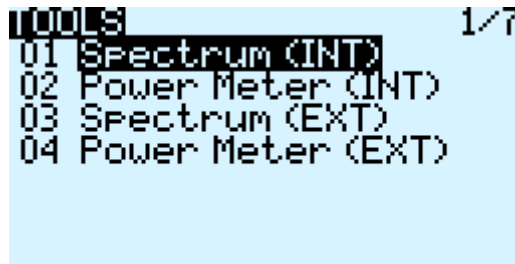 TOOLS 1/7
01 Spectrum (INT)
02 Power Meter (INT)
03 Spectrum (EXT)
04 Power Meter (EXT)